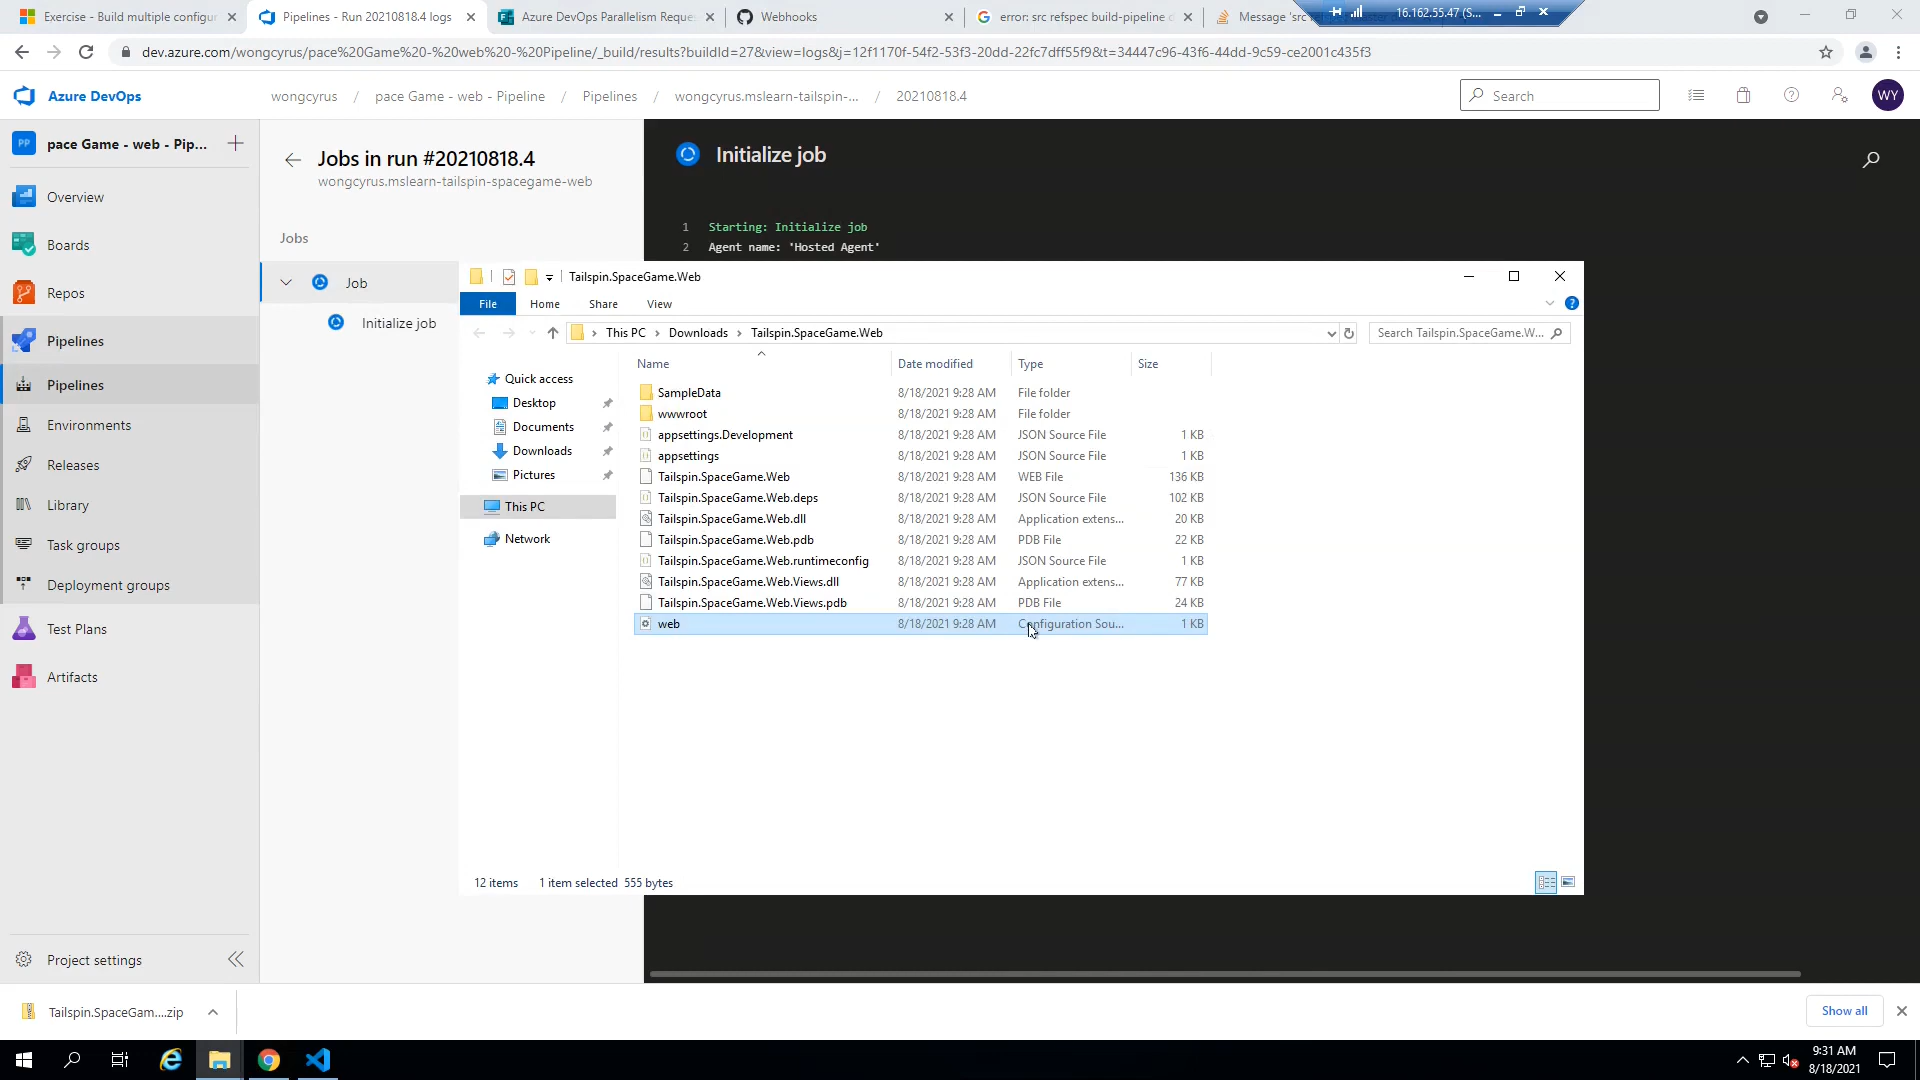 Exercise - Build multiple configur
Pipelines - Run 20210818.4 logs
Azure DevOps Parallelism Reque
Webhooks
error: src refspec build-pipeline d
Message 'src
16.162.55.47 (S...
dev.azure.com/wongcyrus/pace%20Game%20-%20web%20-%20Pipeline/_build/results?buildId=27&view=logs&j=12f1170f-54f2-53f3-20dd-22fc7dff55f9&t=34447c96-43f6-44dd-9c59-ce2001c435f3
Azure DevOps
wongcyrus / pace Game - web - Pipeline / Pipelines / wongcyrus.mslearn-tailspin-... / 20210818.4
Search
WY
PP
pace Game - web - Pip...
Overview
Boards
Repos
Pipelines
Pipelines
Environments
Releases
Library
Task groups
Deployment groups
Test Plans
Artifacts
Project settings
Jobs in run #20210818.4
wongcyrus.mslearn-tailspin-spacegame-web
Jobs
Job
Initialize job
Initialize job
1 Starting: Initialize job
2 Agent name: 'Hosted Agent'
Tailspin.SpaceGame.Web
File Home Share View
This PC Downloads Tailspin.SpaceGame.Web
Search Tailspin.SpaceGame.W...
Quick access
Desktop
Documents
Downloads
Pictures
This PC
Network
Name Date modified Type Size
SampleData 8/18/2021 9:28 AM File folder
wwwroot 8/18/2021 9:28 AM File folder
appsettings.Development 8/18/2021 9:28 AM JSON Source File 1 KB
appsettings 8/18/2021 9:28 AM JSON Source File 1 KB
Tailspin.SpaceGame.Web 8/18/2021 9:28 AM WEB File 136 KB
Tailspin.SpaceGame.Web.deps 8/18/2021 9:28 AM JSON Source File 102 KB
Tailspin.SpaceGame.Web.dll 8/18/2021 9:28 AM Application extens... 20 KB
Tailspin.SpaceGame.Web.pdb 8/18/2021 9:28 AM PDB File 22 KB
Tailspin.SpaceGame.Web.runtimeconfig 8/18/2021 9:28 AM JSON Source File 1 KB
Tailspin.SpaceGame.Web.Views.dll 8/18/2021 9:28 AM Application extens... 77 KB
Tailspin.SpaceGame.Web.Views.pdb 8/18/2021 9:28 AM PDB File 24 KB
web 8/18/2021 9:28 AM Configuration Sou... 1 KB
12 items 1 item selected 555 bytes
Tailspin.SpaceGam....zip
Show all
9:31 AM
8/18/2021